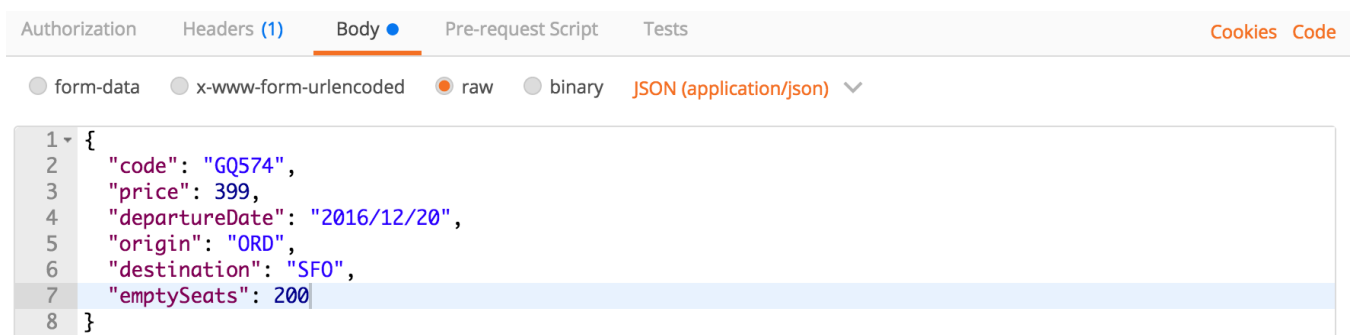 Authorization Headers (1) Body Pre-request Script Tests Cookies Code
form-data x-www-form-urlencoded raw binary JSON (application/json)
1 {
2 "code": "GQ574",
3 "price": 399,
4 "departureDate": "2016/12/20",
5 "origin": "ORD",
6 "destination": "SFO",
7 "emptySeats": 200
8 }